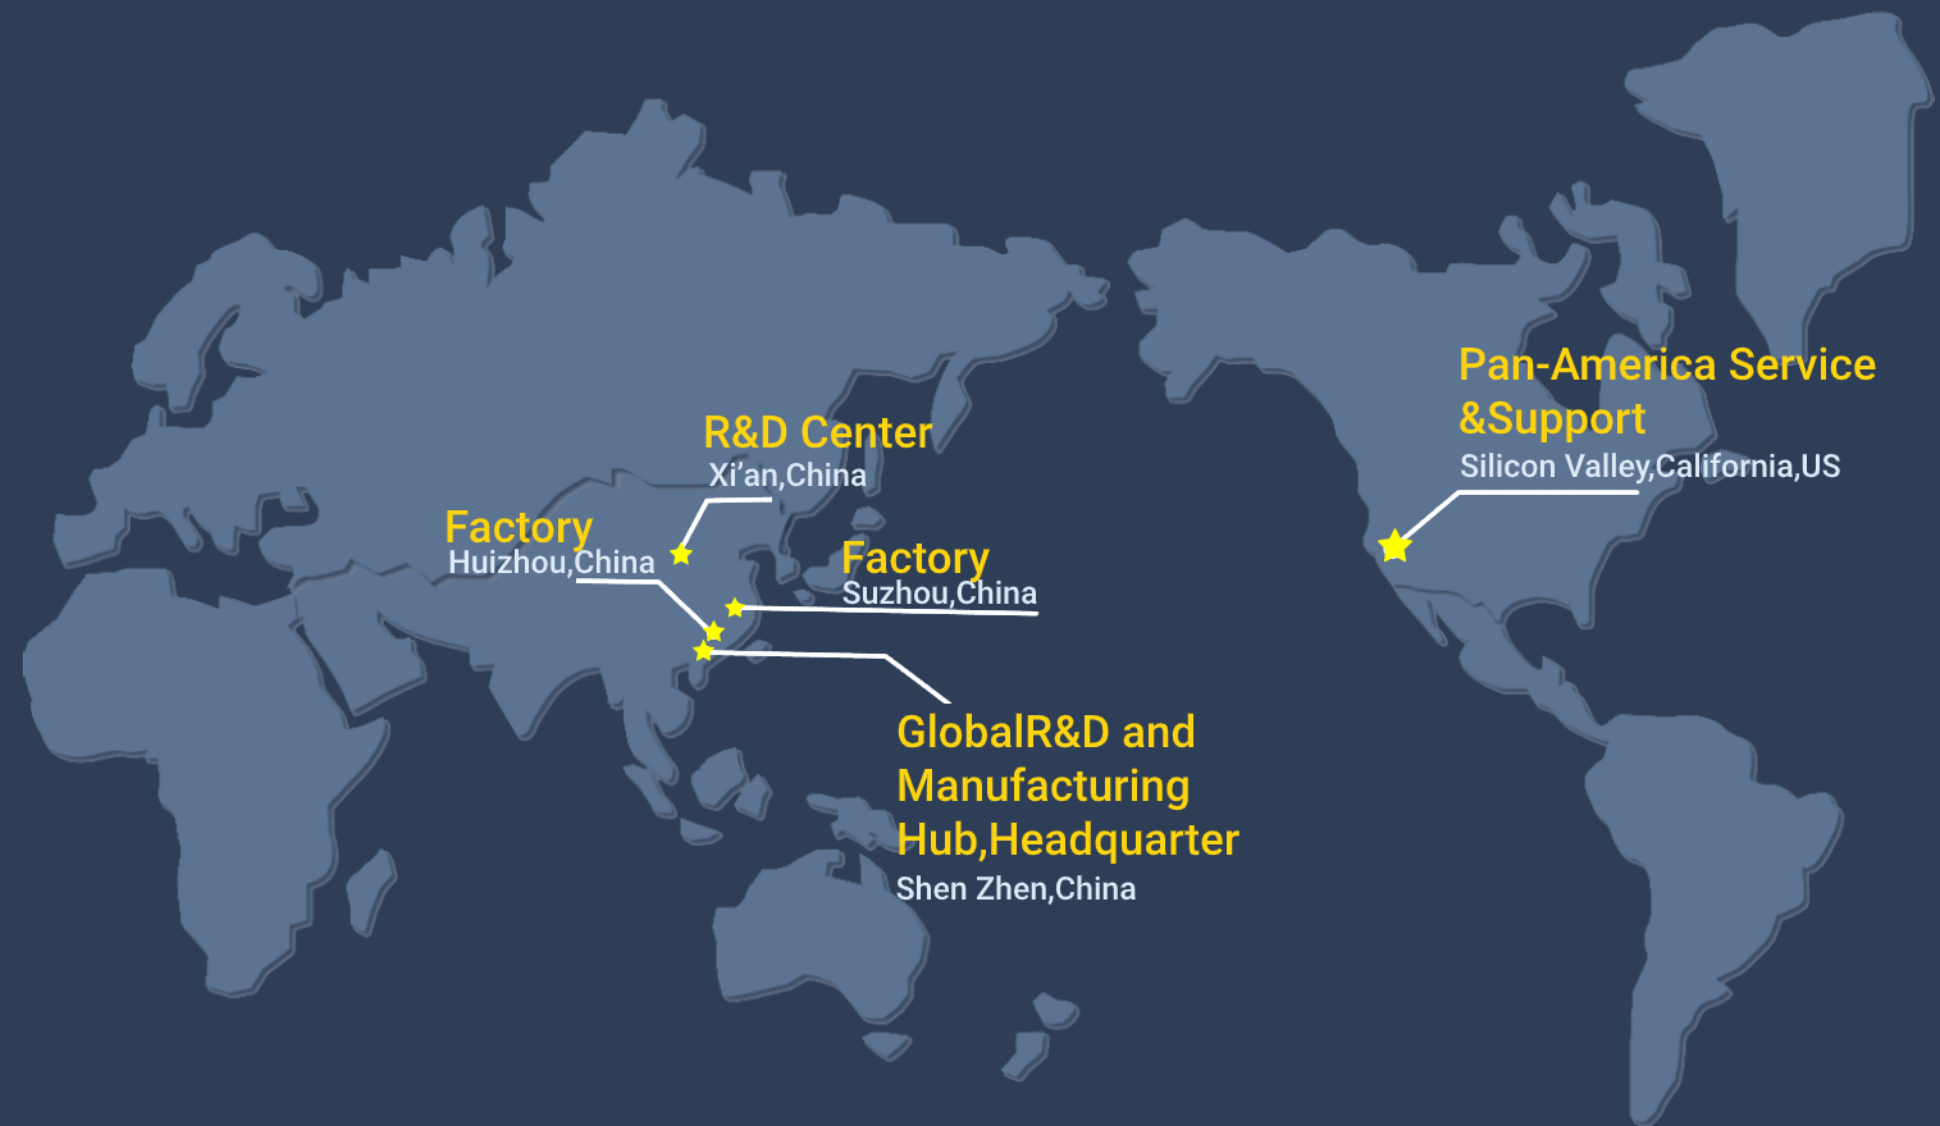 Pan-America Service
&Support
Silicon Valley,California,US
R&D Center
Xi’an,China
Factory
Huizhou,China
Factory
Suzhou,China
GlobalR&D and
Manufacturing
Hub,Headquarter
Shen Zhen,China